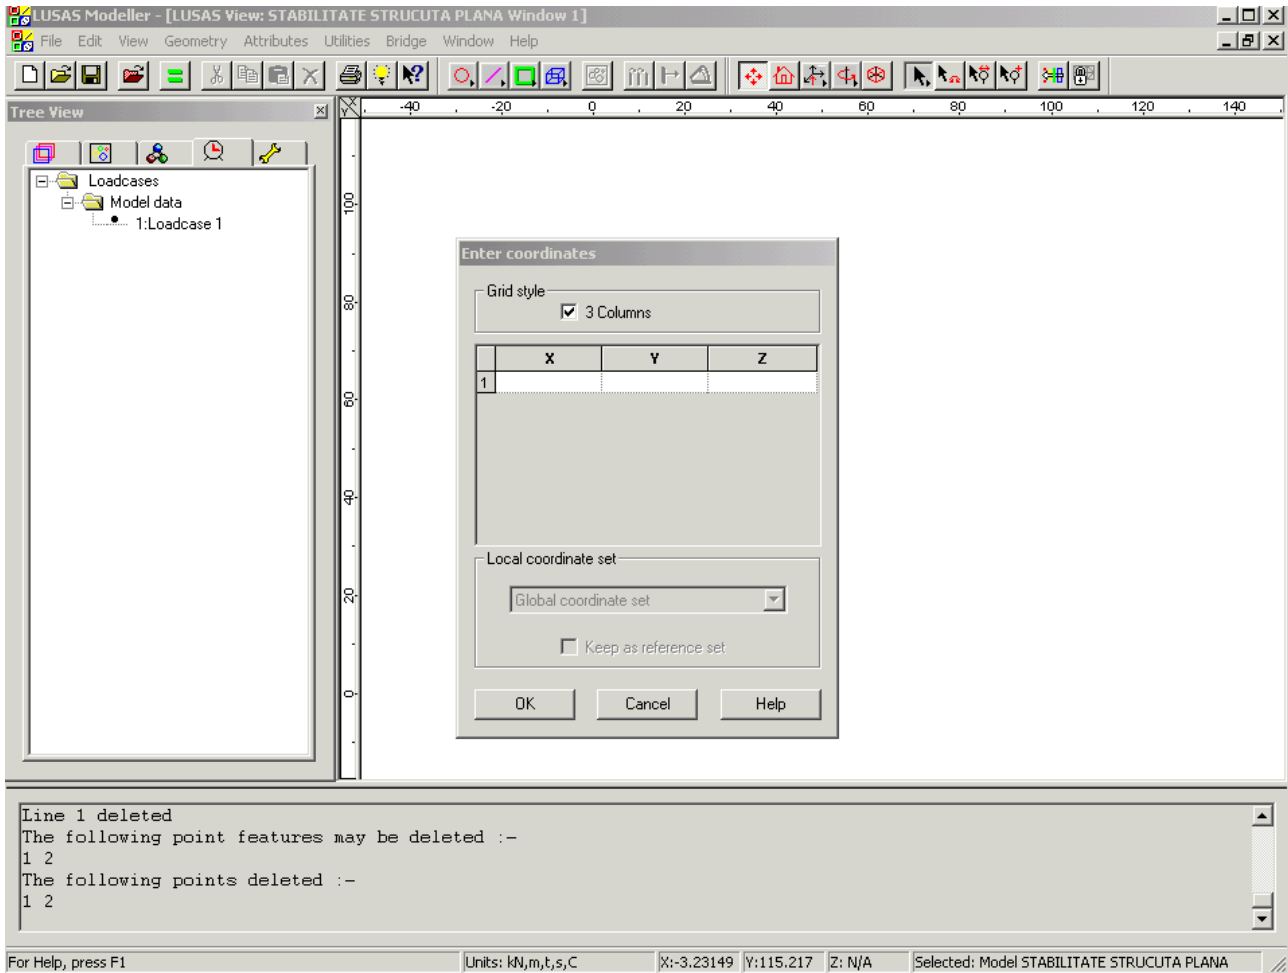 LUSAS Modeller - [LUSAS View: STABILITATE STRUCUTA PLANA Window 1]
File Edit View Geometry Attributes Utilities Bridge Window Help
Tree View
-40 -20 0 20 40 60 80 100 120 140
Loadcases
Model data
1:Loadcase 1
100
80
60
40
20
0
Enter coordinates
Grid style
3 Columns
X Y Z
1
Local coordinate set
Global coordinate set
Keep as reference set
OK Cancel Help
Line 1 deleted
The following point features may be deleted :-
1 2
The following points deleted :-
1 2
For Help, press F1 Units: kN,m,t,s,C X:-3.23149 Y:115.217 Z: N/A Selected: Model STABILITATE STRUCUTA PLANA